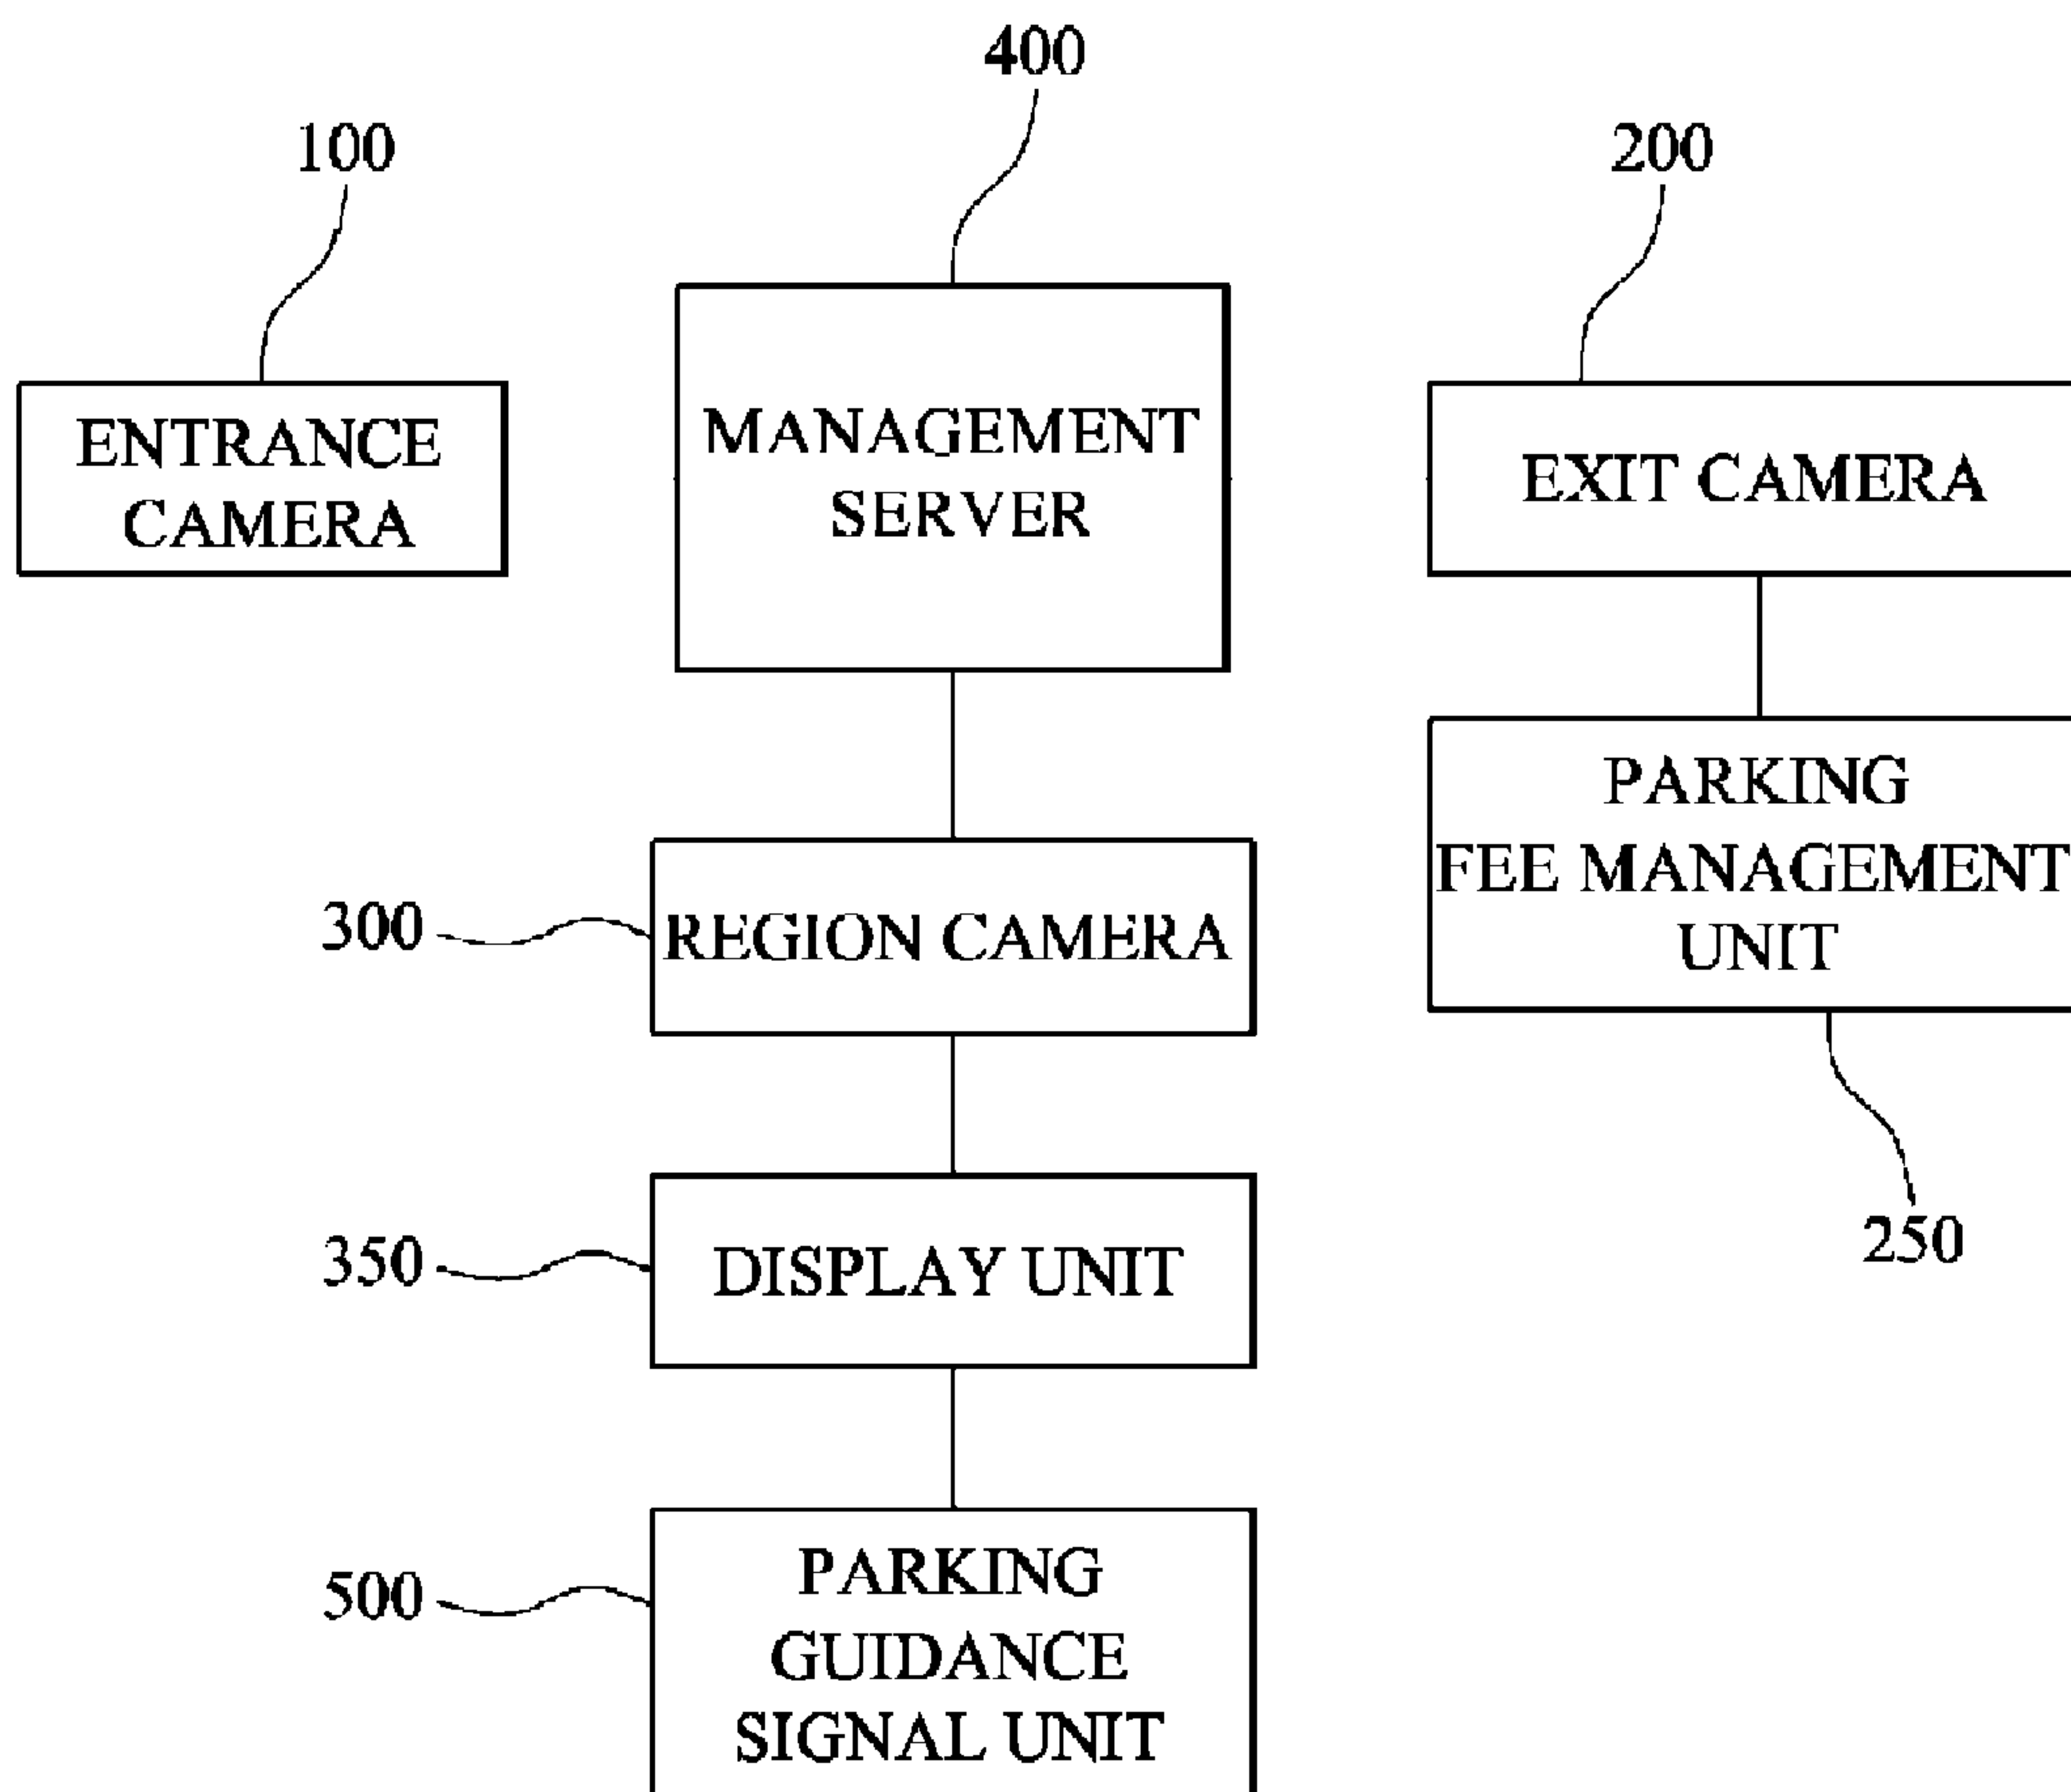 400
100
200
ENTRANCE
CAMERA
MANAGEMENT
SERVER
EXIT CAMERA
PARKING
FEE MANAGEMENT
UNIT
300
REGION CAMERA
350
DISPLAY UNIT
250
500
PARKING
GUIDANCE
SIGNAL UNIT